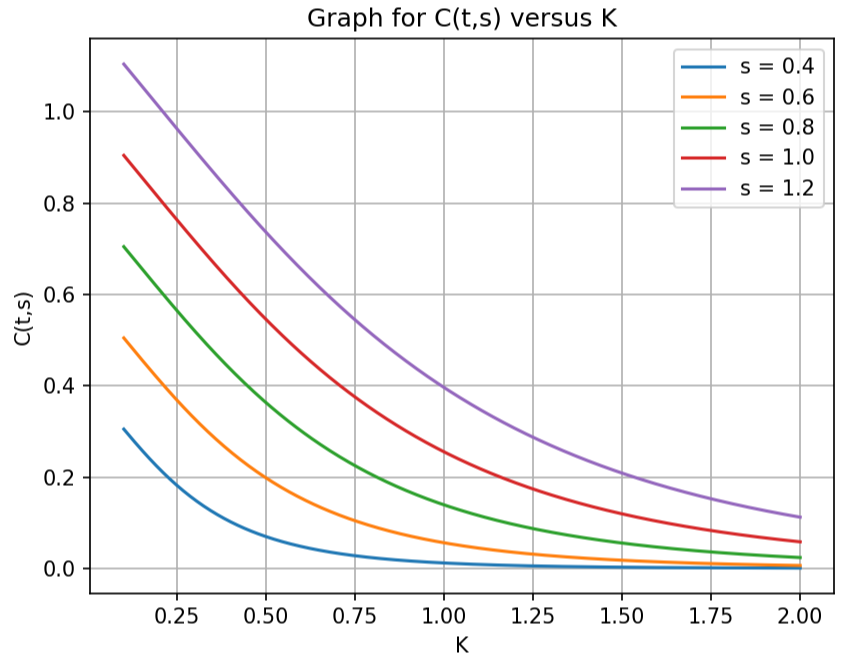 Graph for C(t,s) versus K
s = 0.4
s = 0.6
s = 0.8
s = 1.0
s = 1.2
C(t,s)
1.0
0.8
0.6
0.4
0.2
0.0
0.25 0.50 0.75 1.00 1.25 1.50 1.75 2.00
K